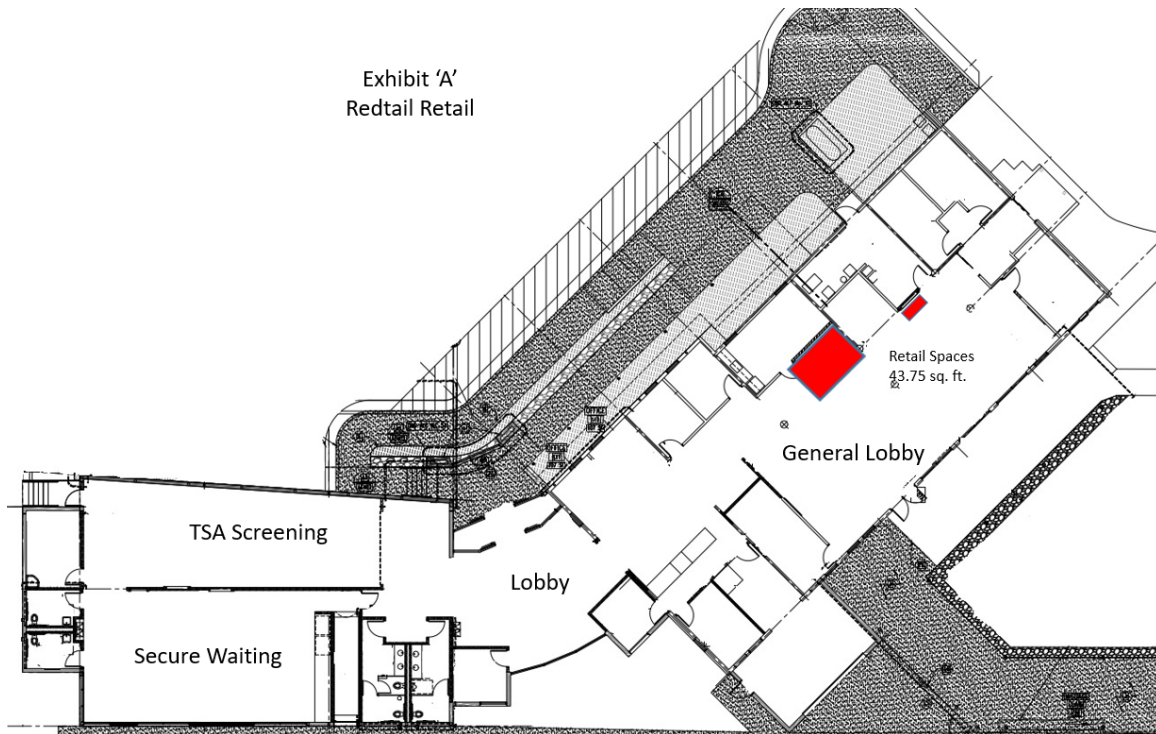 Exhibit ‘A’
Redtail Retail
Retail Spaces
43.75 sq. ft.
General Lobby
TSA Screening
Lobby
Secure Waiting